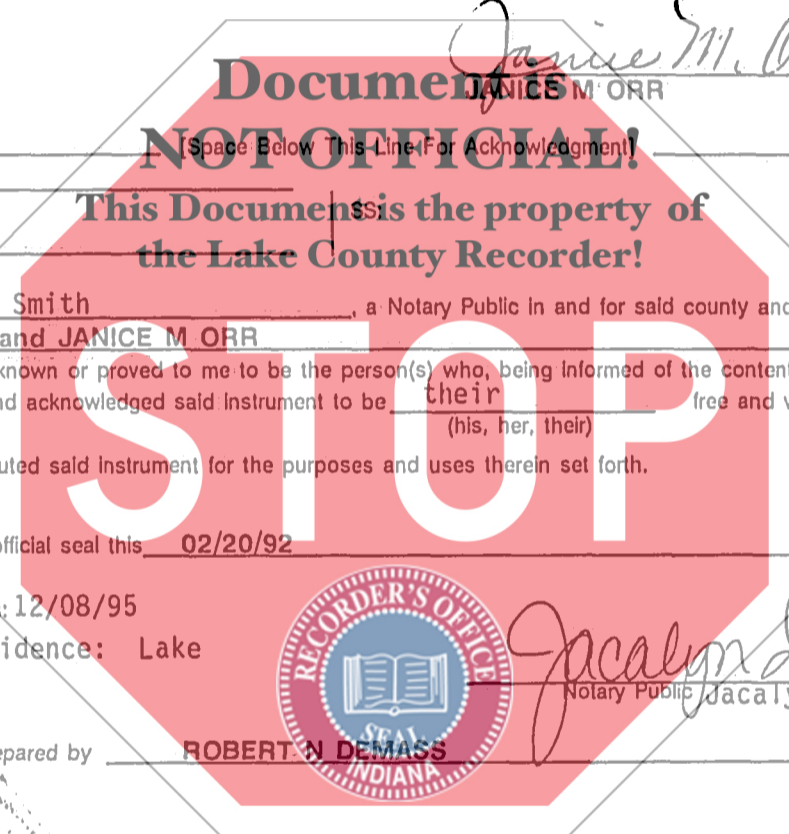 Janice M. O
JANICE M ORR
Document is
NOT OFFICIAL!
[Space Below This Line For Acknowledgment]
This Document is the property of
the Lake County Recorder!
SS:
Smith , a Notary Public in and for said county and
and JANICE M ORR
known or proved to me to be the person(s) who, being informed of the content
nd acknowledged said instrument to be their free and v
(his, her, their)
uted said instrument for the purposes and uses therein set forth.
STOP
official seal this 02/20/92
: 12/08/95
idence: Lake
Jacalyn
Notary Public Jacaly
epared by ROBERT N DEMASS
RECORDER'S OFFICE
SEAL
INDIANA